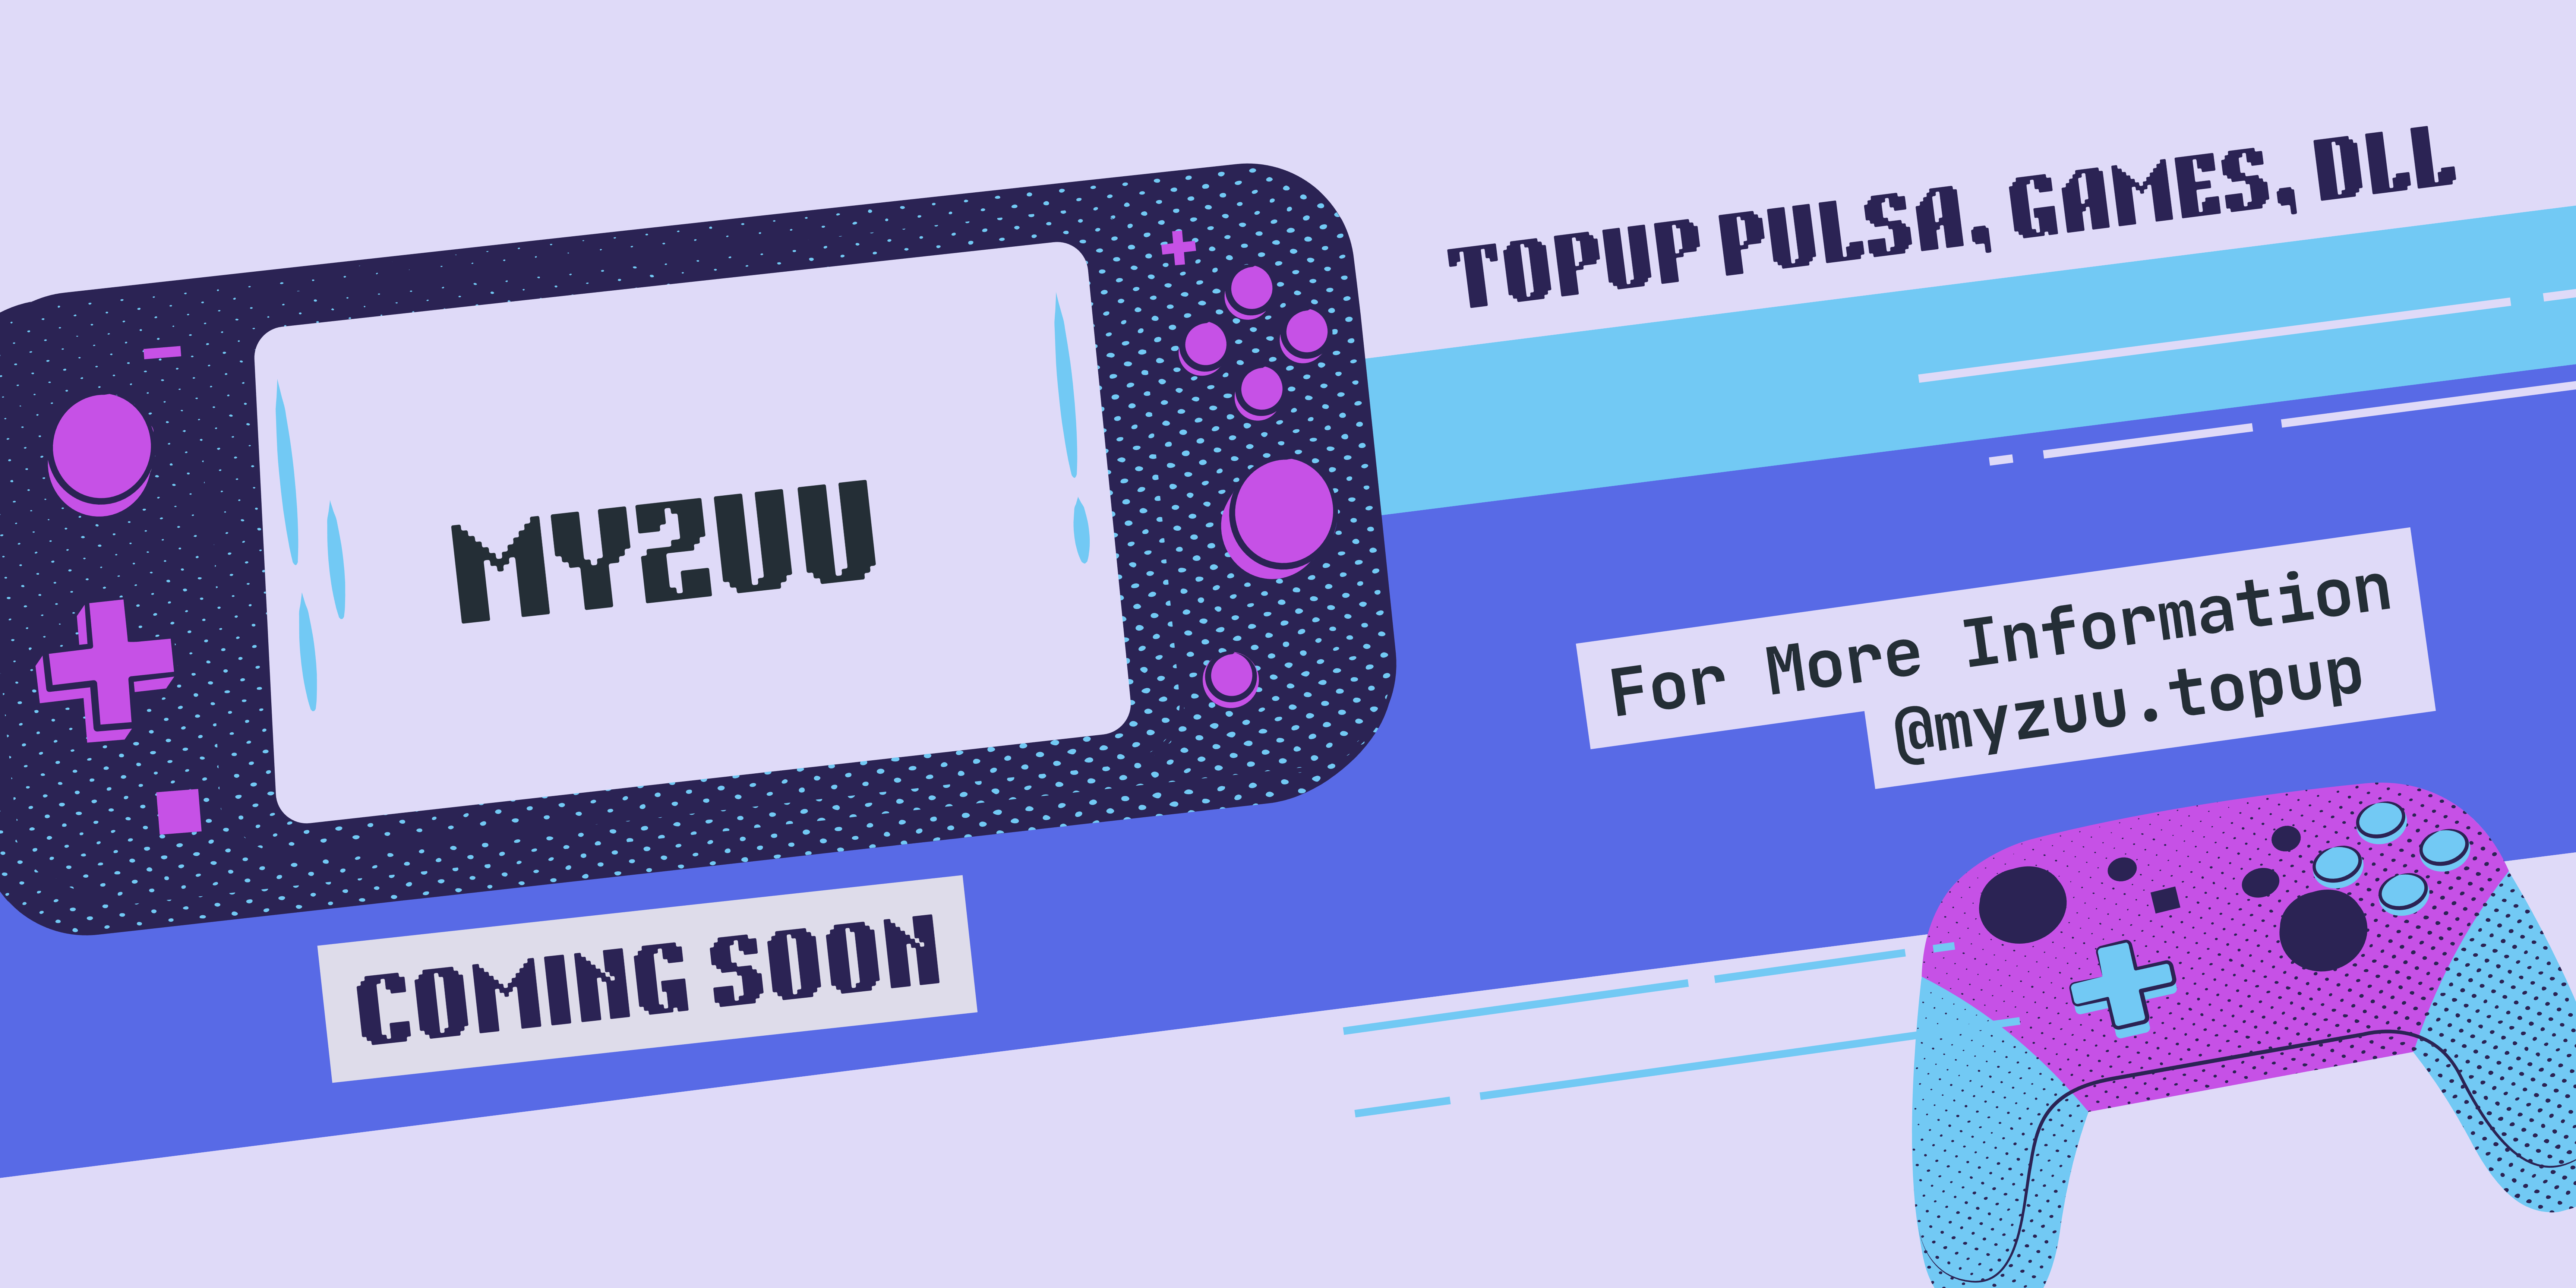 TOPUP PULSA, GAMES, DLL
MYZUU
For More Information
@myzuu.topup
COMING SOON